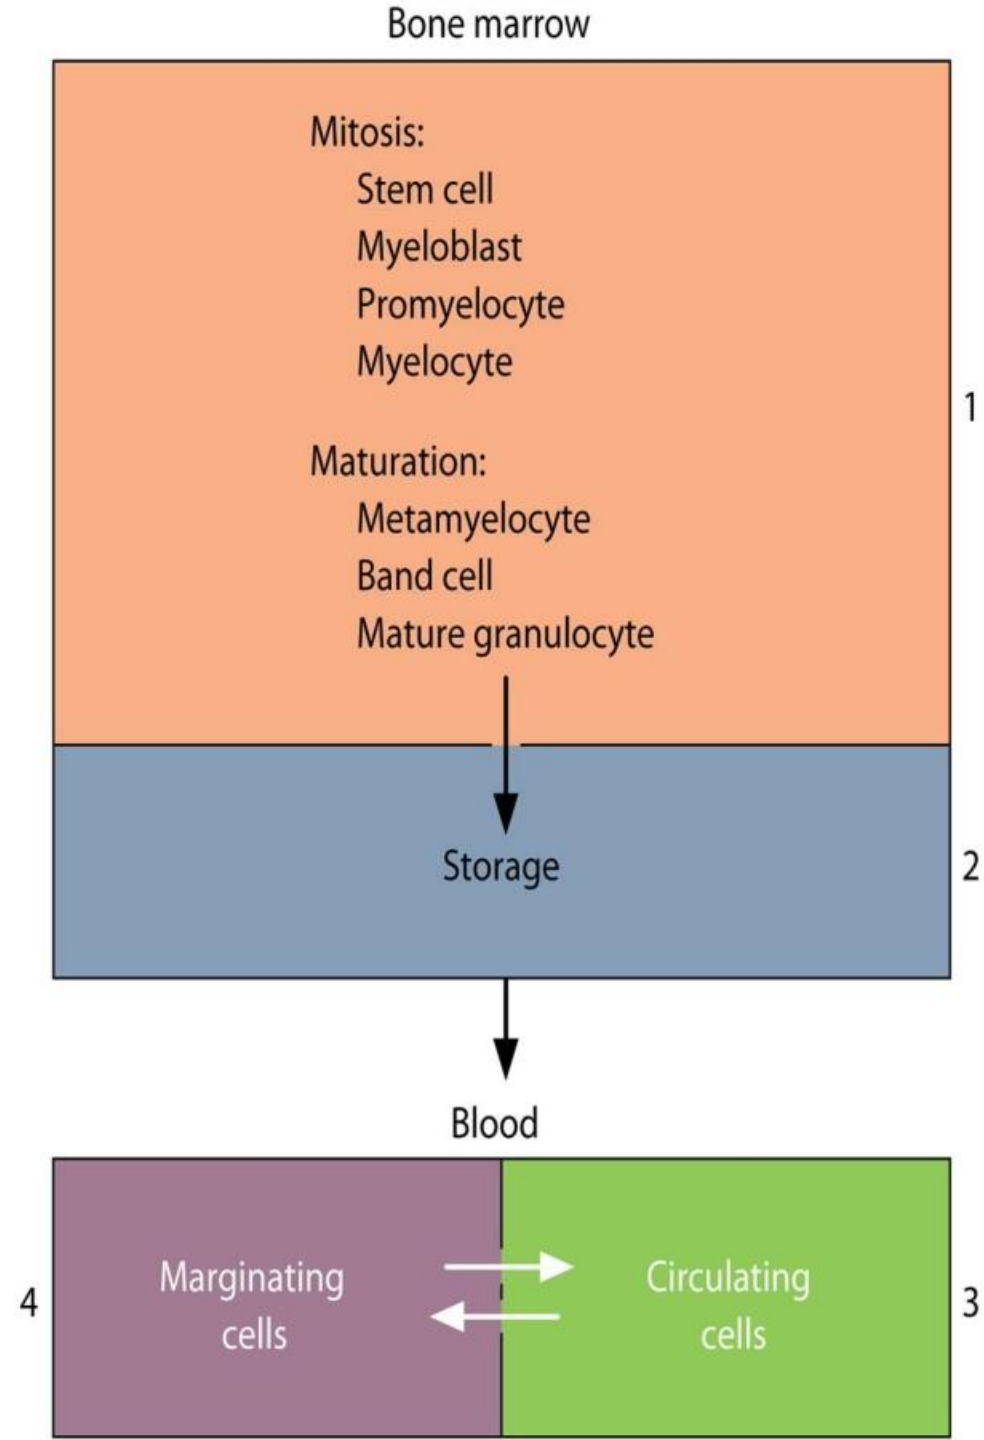 Bone marrow
Mitosis:
Stem cell
Myeloblast
Promyelocyte
Myelocyte
1
Maturation:
Metamyelocyte
Band cell
Mature granulocyte
Storage
2
Blood
Marginating
cells
Circulating
cells
4
3